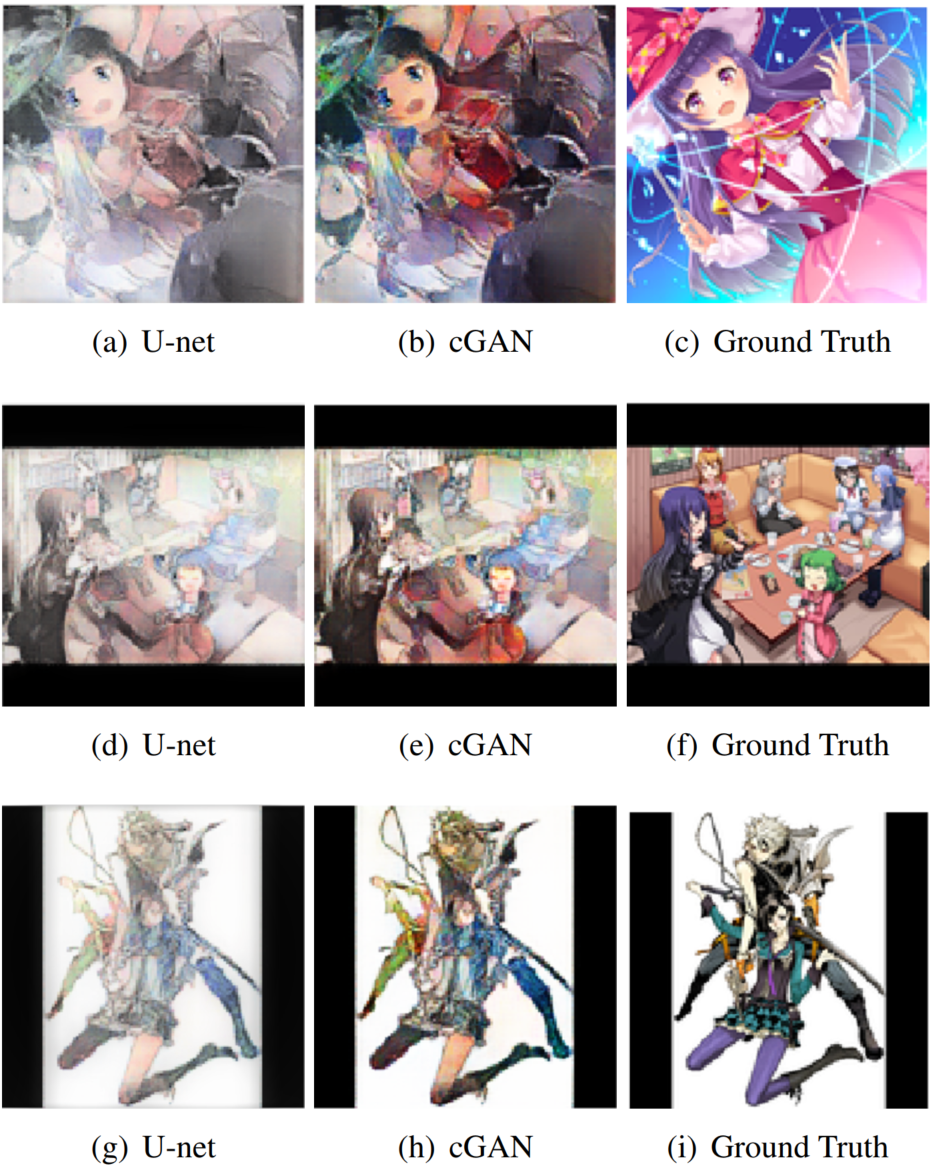 (a) U-net
(b) cGAN
(c) Ground Truth
(d) U-net
(e) cGAN
(f) Ground Truth
(g) U-net
(h) cGAN
(i) Ground Truth